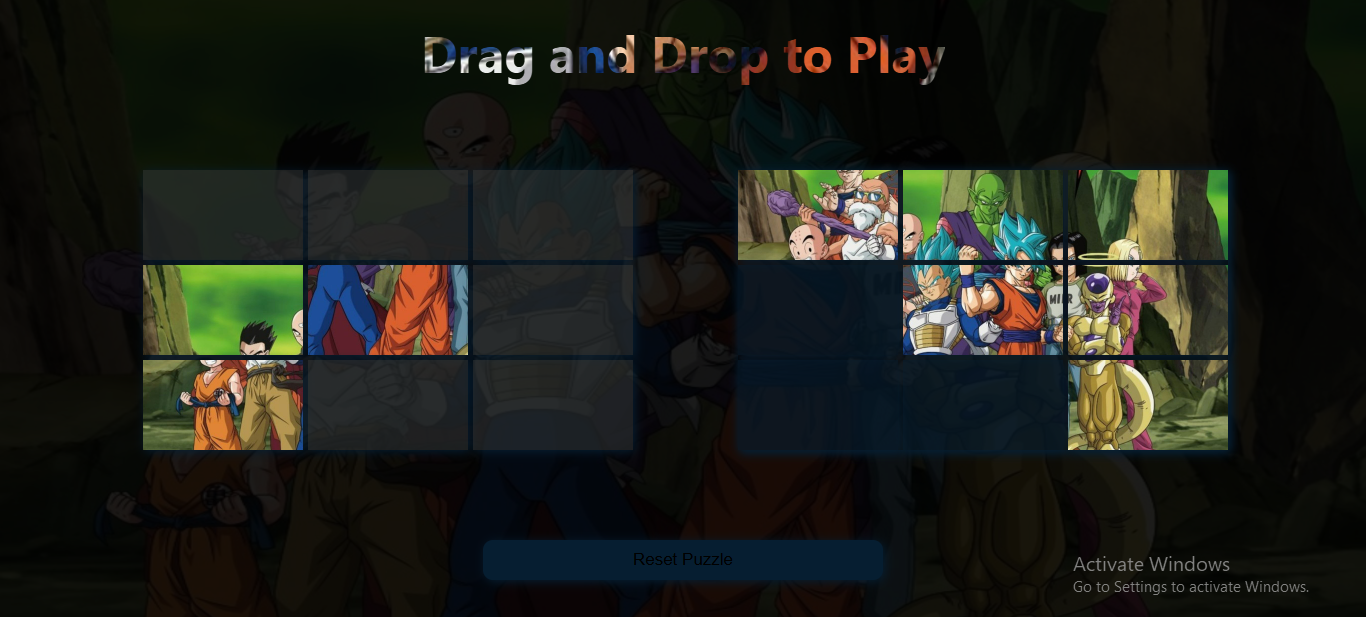 Drag and Drop to Play
Reset Puzzle
Activate Windows
Go to Settings to activate Windows.